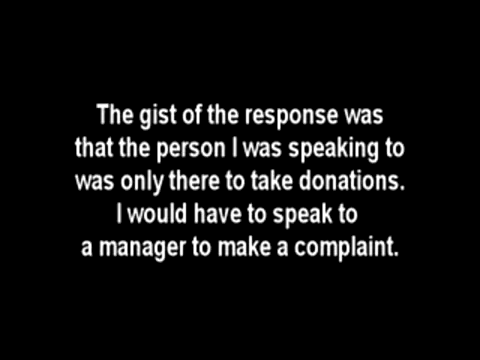 The gist of the response was
that the person I was speaking to
was only there to take donations.
I would have to speak to
a manager to make a complaint.